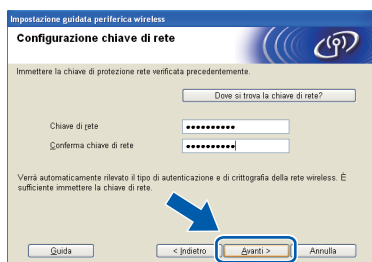 Impostazione guidata periferica wireless
Configurazione chiave di rete
Immettere la chiave di protezione rete verificata precedentemente.
Dove si trova la chiave di rete?
Chiave di rete ••••••••••
Conferma chiave di rete ••••••••••
Verrà automaticamente rilevato il tipo di autenticazione e di crittografia della rete wireless. È
sufficiente immettere la chiave di rete.
Guida < Indietro Avanti > Annulla